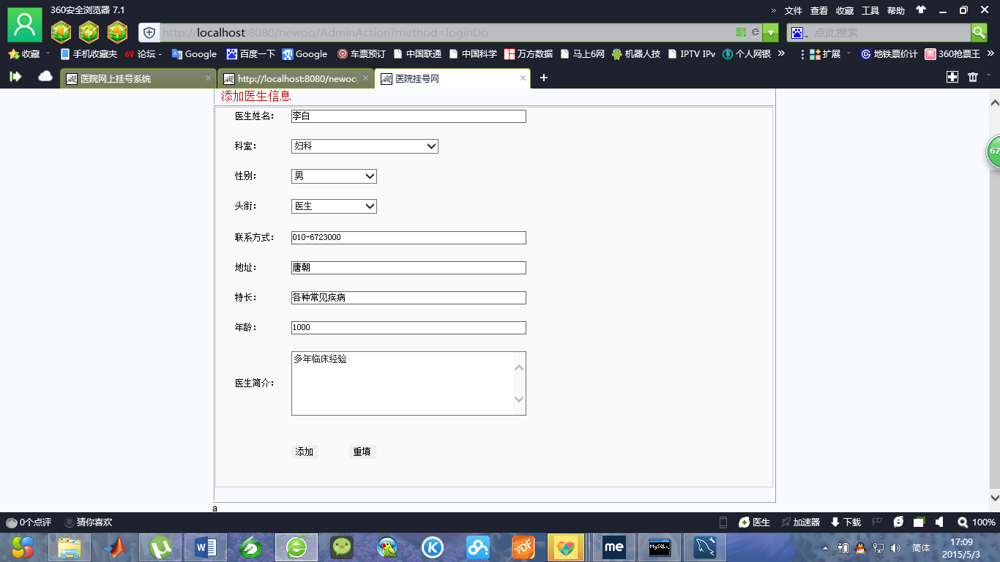 360安全浏览器 7.1
» 文件 查看 收藏 工具 帮助
http://localhost:8080/newoo/AdminAction?method=loginDo
点此搜索
收藏 手机收藏夹 6V 论坛 - Google 百度一下 Google 车票预订 中国联通 中国科学 万方数据 马上6网 机器人技 IPTV IPv 个人网银 » 扩展 地铁票价计 票 360抢票王 »
医院网上挂号系统 http://localhost:8080/newoo, 医院挂号网
添加医生信息
医生姓名: 李白
科室: 妇科
性别: 男
头衔: 医生
67
联系方式: 010-6723000
地址: 唐朝
特长: 各种常见疾病
年龄: 1000
多年临床经验
医生简介:
添加 重填
a
0个点评 猜你喜欢 医生 加速器 下载 100%
W PDF me MySQL 简体
17:09
2015/5/3